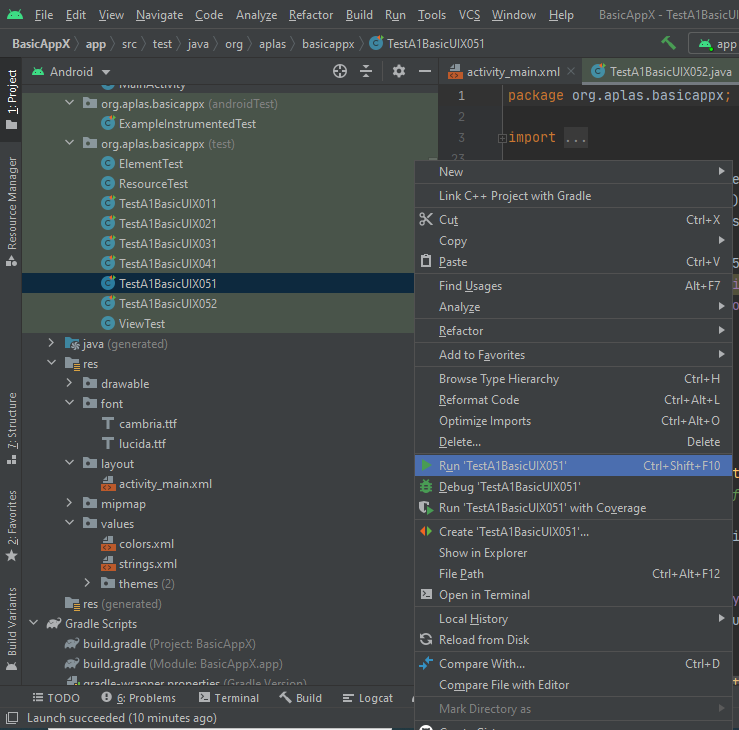 File Edit View Navigate Code Analyze Refactor Build Run Tools VCS Window Help BasicAppX - TestA1BasicUI
BasicAppX app src test java org aplas basicappx TestA1BasicUIX051 app
1: Project
Resource Manager
7: Structure
2: Favorites
Build Variants
Android
MainActivity
org.aplas.basicappx (androidTest)
ExampleInstrumentedTest
org.aplas.basicappx (test)
ElementTest
ResourceTest
TestA1BasicUIX011
TestA1BasicUIX021
TestA1BasicUIX031
TestA1BasicUIX041
TestA1BasicUIX051
TestA1BasicUIX052
ViewTest
java (generated)
res
drawable
font
cambria.ttf
lucida.ttf
layout
activity_main.xml
mipmap
values
colors.xml
strings.xml
themes (2)
res (generated)
Gradle Scripts
build.gradle (Project: BasicAppX)
build.gradle (Module: BasicAppX.app)
gradle-wrapper.properties (Gradle Version)
activity_main.xml TestA1BasicUIX052.java
1 package org.aplas.basicappx;
2
3 import ...
23
New
Link C++ Project with Gradle
Cut Ctrl+X
Copy
Paste Ctrl+V
Find Usages Alt+F7
Analyze
Refactor
Add to Favorites
Browse Type Hierarchy Ctrl+H
Reformat Code Ctrl+Alt+L
Optimize Imports Ctrl+Alt+O
Delete... Delete
Run 'TestA1BasicUIX051' Ctrl+Shift+F10
Debug 'TestA1BasicUIX051'
Run 'TestA1BasicUIX051' with Coverage
Create 'TestA1BasicUIX051'...
Show in Explorer
File Path Ctrl+Alt+F12
Open in Terminal
Local History
Reload from Disk
Compare With... Ctrl+D
Compare File with Editor
Mark Directory as
TODO 6: Problems Terminal Build Logcat
Launch succeeded (10 minutes ago)